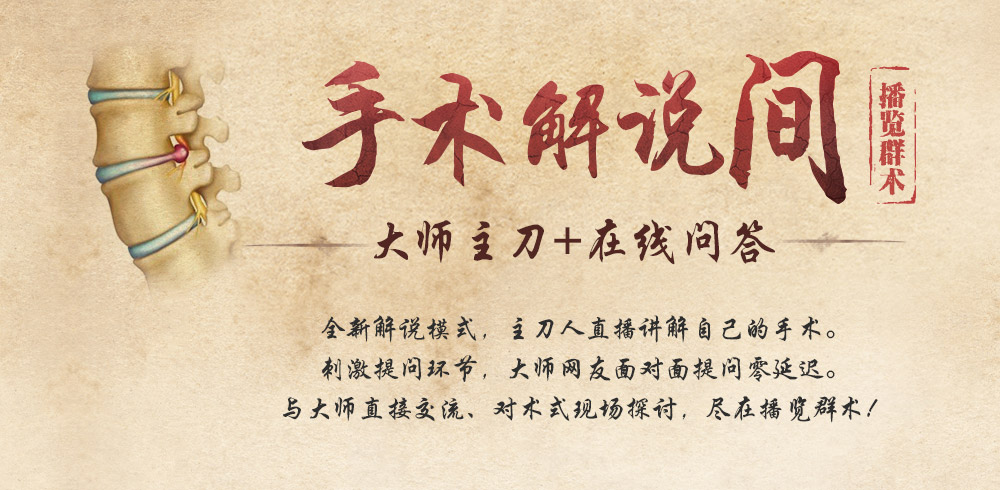 手术解说间
播览群术
大师主刀+在线问答
全新解说模式，主刀人直播讲解自己的手术。
刺激提问环节，大师网友面对面提问零延迟。
与大师直接交流、对术式现场探讨，尽在播览群术！